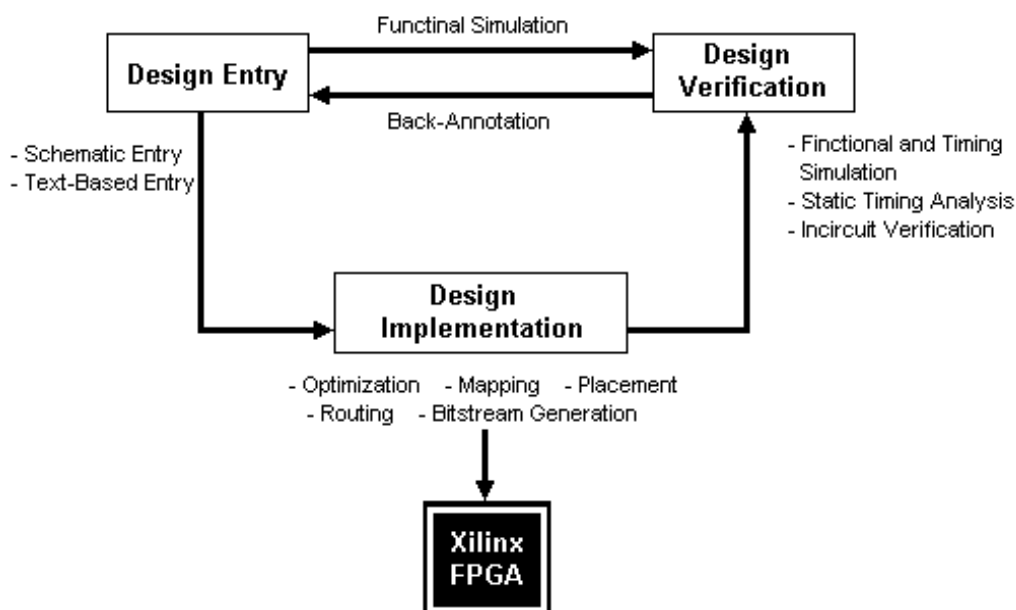 Functinal Simulation
Design Entry
Design
Verification
Back-Annotation
- Schematic Entry
- Text-Based Entry
- Finctional and Timing
Simulation
- Static Timing Analysis
- Incircuit Verification
Design
Implementation
- Optimization - Mapping - Placement
- Routing - Bitstream Generation
Xilinx
FPGA